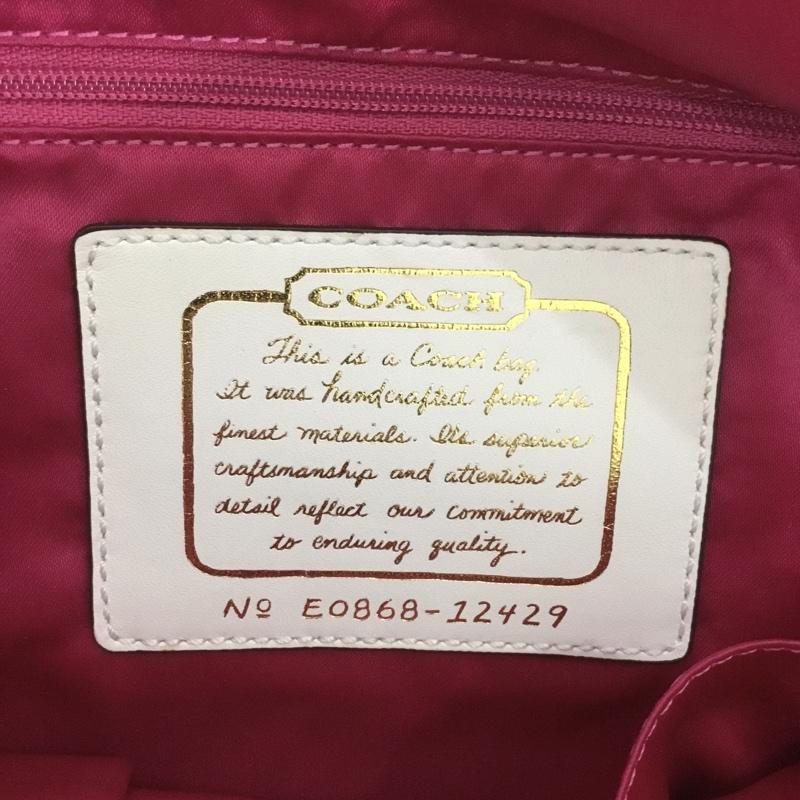 COACH
This is a Coach bag.
It was handcrafted from the
finest materials. Its superior
craftsmanship and attention to
detail reflect our commitment
to enduring quality.
Nº E0868-12429